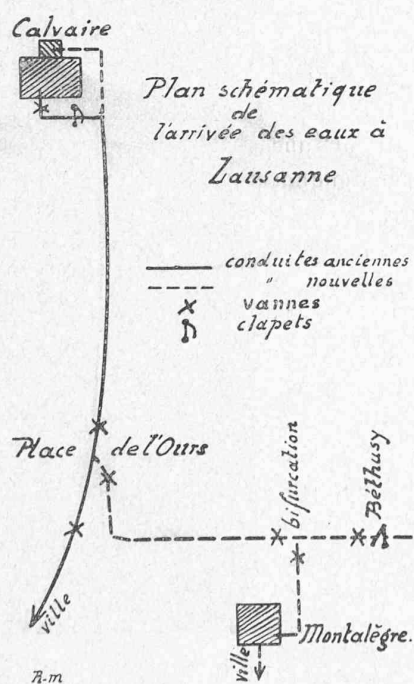 Calvaire
Plan schématique
de
l'arrivée des eaux à
Lausanne
conduites anciennes
" nouvelles
vannes
clapets
Place de l'Ours
bifurcation
Béthusy
ville
Montalègre.
ville
R-m